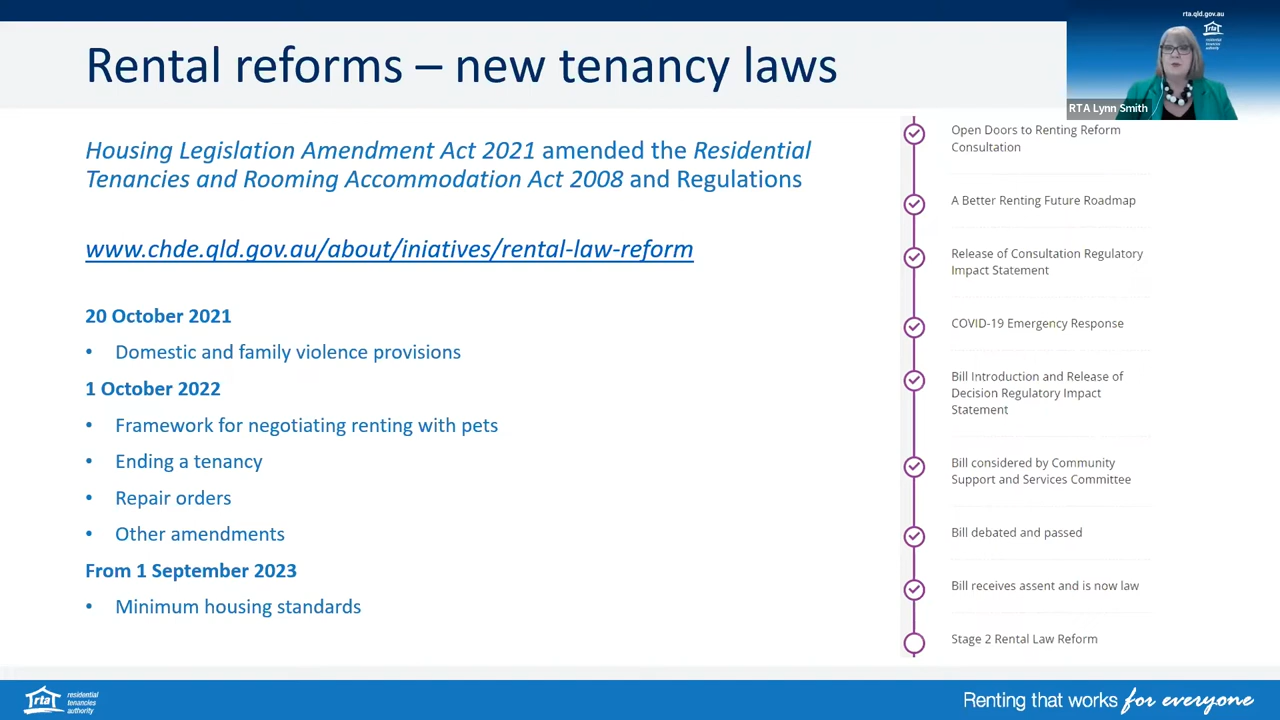 Rental reforms – new tenancy laws
rta.qld.gov.au
rta
residential
tenancies
authority
RTA Lynn Smith
Housing Legislation Amendment Act 2021 amended the Residential
Tenancies and Rooming Accommodation Act 2008 and Regulations
www.chde.qld.gov.au/about/iniatives/rental-law-reform
20 October 2021
• Domestic and family violence provisions
1 October 2022
• Framework for negotiating renting with pets
• Ending a tenancy
• Repair orders
• Other amendments
From 1 September 2023
• Minimum housing standards
Open Doors to Renting Reform
Consultation
A Better Renting Future Roadmap
Release of Consultation Regulatory
Impact Statement
COVID-19 Emergency Response
Bill Introduction and Release of
Decision Regulatory Impact
Statement
Bill considered by Community
Support and Services Committee
Bill debated and passed
Bill receives assent and is now law
Stage 2 Rental Law Reform
rta
residential
tenancies
authority
Renting that works for everyone